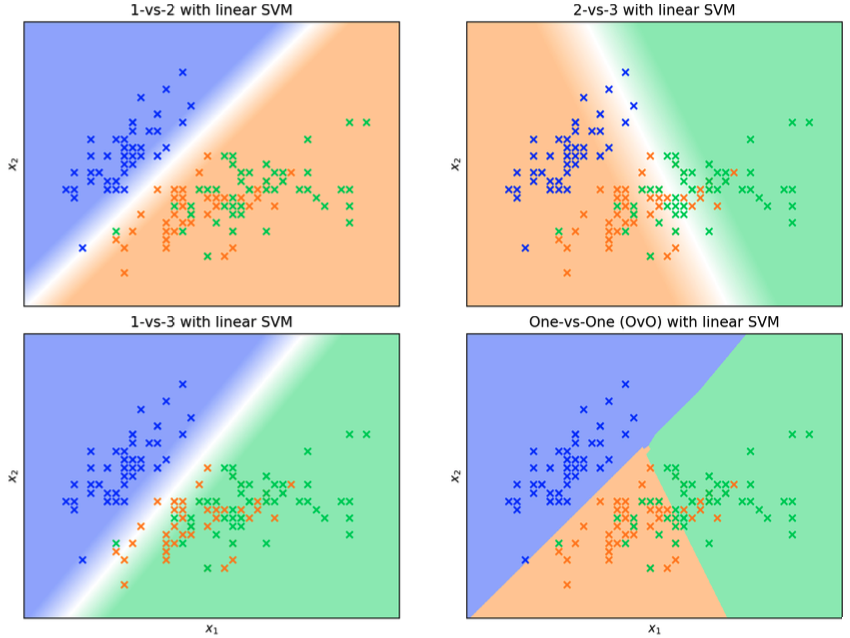 1-vs-2 with linear SVM
2-vs-3 with linear SVM
x₂
x₂
1-vs-3 with linear SVM
One-vs-One (OvO) with linear SVM
x₂
x₂
x₁
x₁